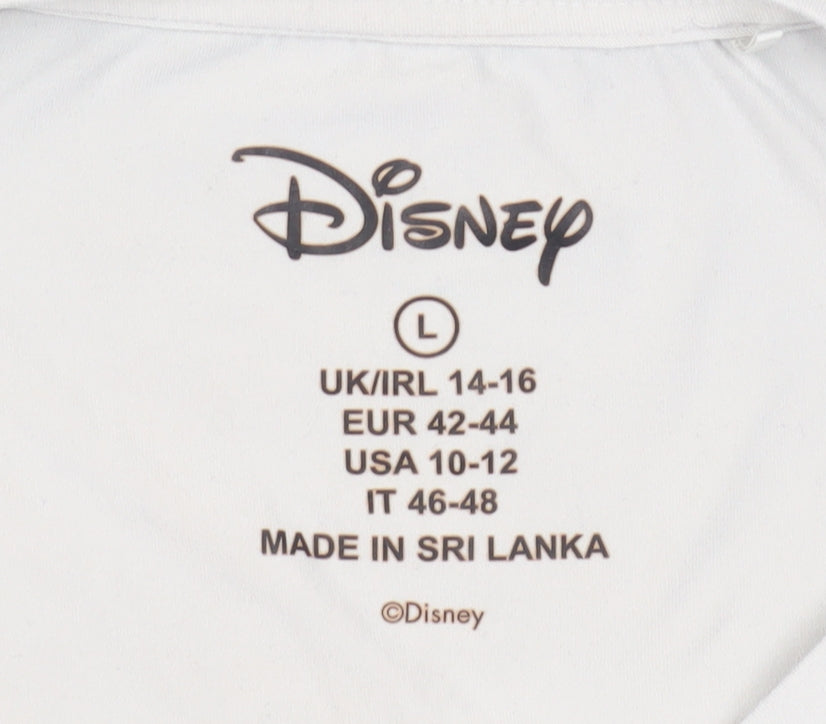 Disney
L
UK/IRL 14-16
EUR 42-44
USA 10-12
IT 46-48
MADE IN SRI LANKA
©Disney